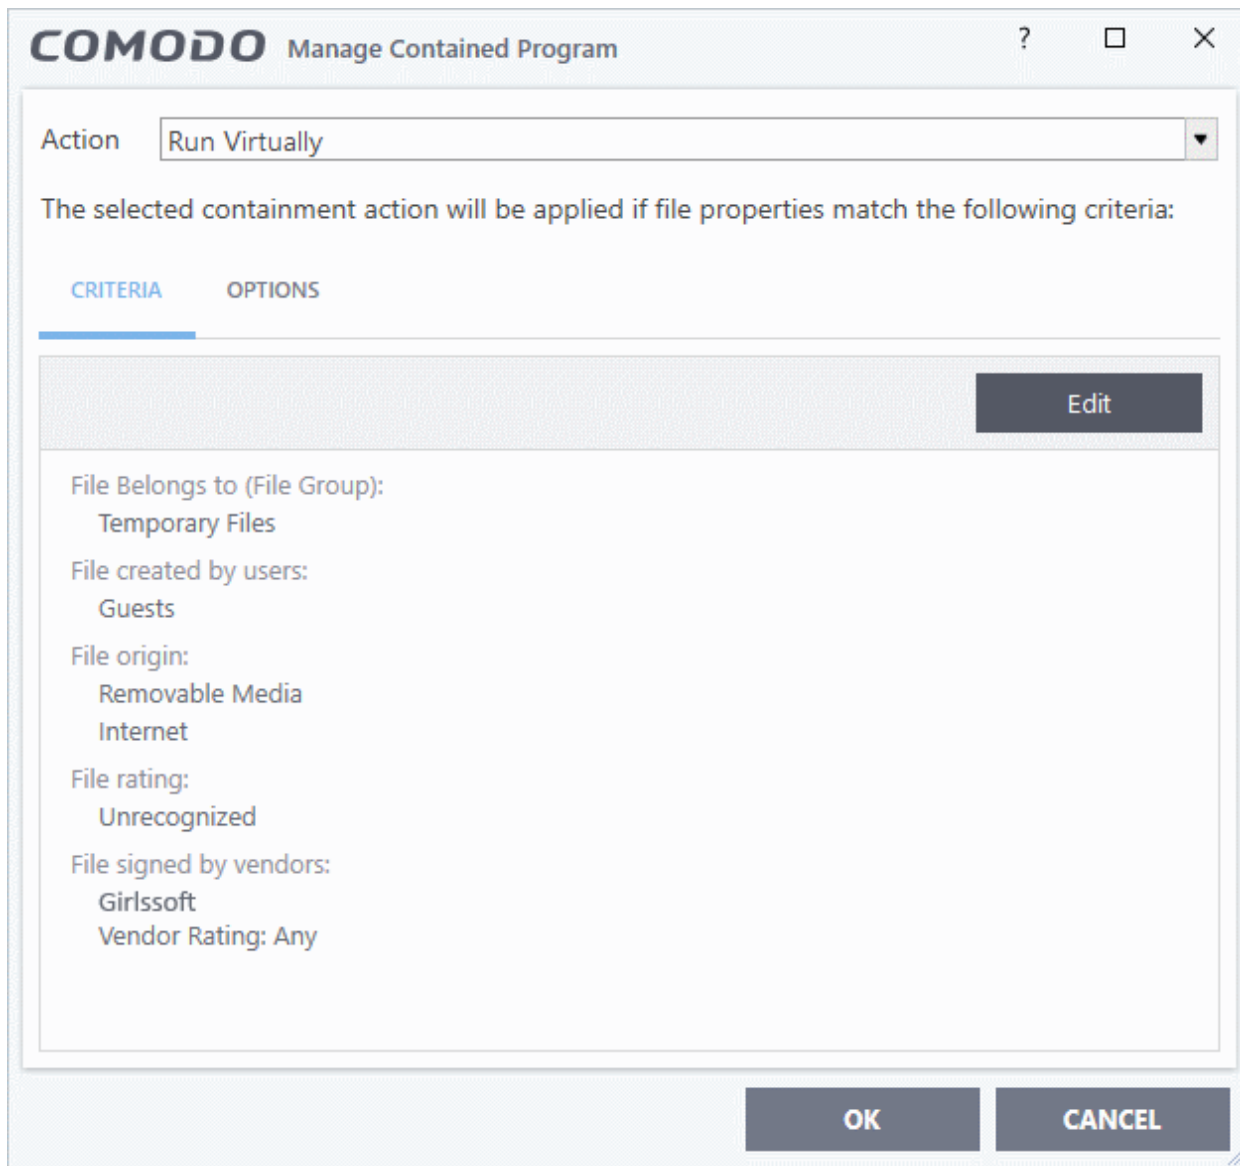 COMODO Manage Contained Program ?
Action Run Virtually
The selected containment action will be applied if file properties match the following criteria:
CRITERIA OPTIONS
Edit
File Belongs to (File Group):
Temporary Files
File created by users:
Guests
File origin:
Removable Media
Internet
File rating:
Unrecognized
File signed by vendors:
Girlssoft
Vendor Rating: Any
OK CANCEL